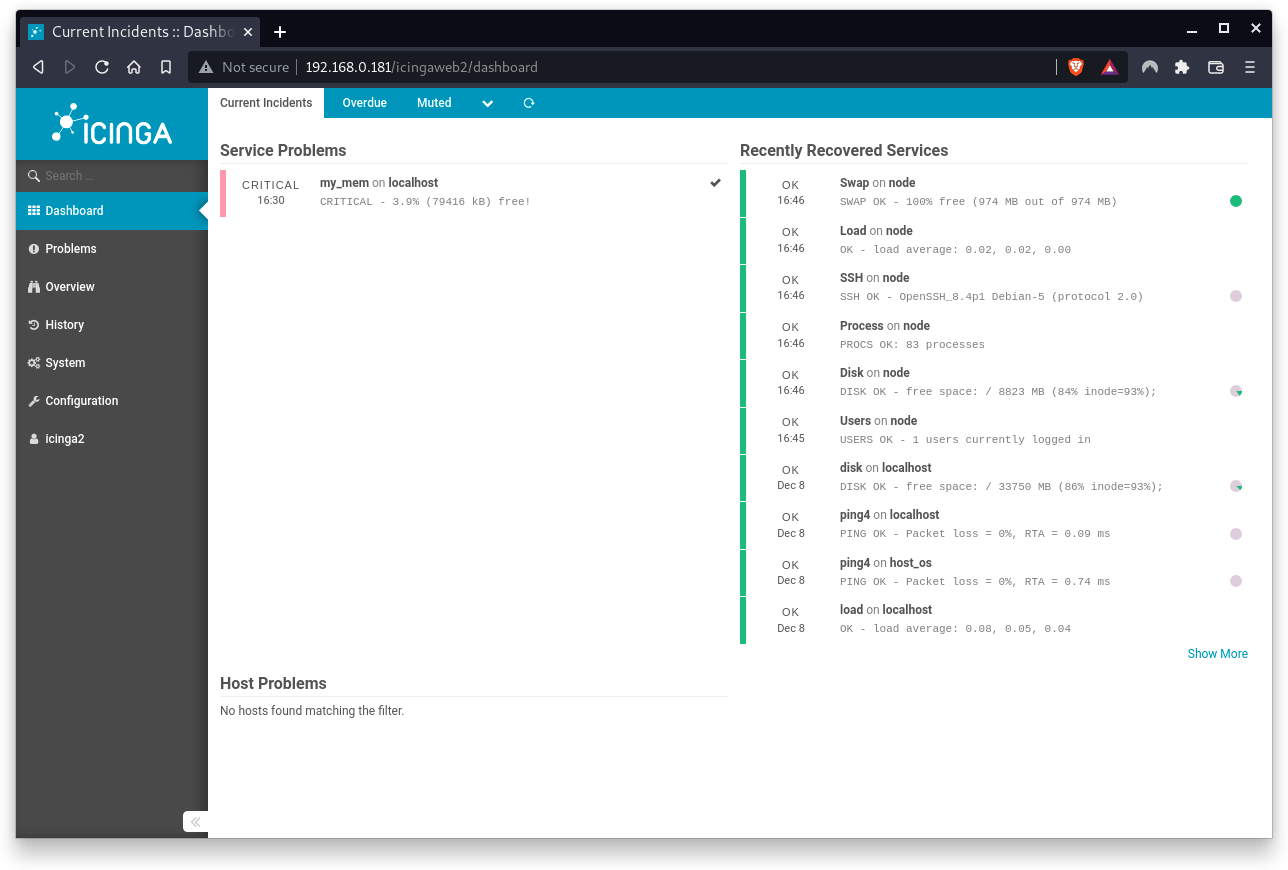 Current Incidents :: Dashbo
Not secure 192.168.0.181/icingaweb2/dashboard
ICINGA
Search ...
Dashboard
Problems
Overview
History
System
Configuration
icinga2
Current Incidents Overdue Muted
Service Problems
CRITICAL my_mem on localhost
16:30 CRITICAL - 3.9% (79416 kB) free!
Recently Recovered Services
OK Swap on node
16:46 SWAP OK - 100% free (974 MB out of 974 MB)
OK Load on node
16:46 OK - load average: 0.02, 0.02, 0.00
OK SSH on node
16:46 SSH OK - OpenSSH_8.4p1 Debian-5 (protocol 2.0)
OK Process on node
16:46 PROCS OK: 83 processes
OK Disk on node
16:46 DISK OK - free space: / 8823 MB (84% inode=93%);
OK Users on node
16:45 USERS OK - 1 users currently logged in
OK disk on localhost
Dec 8 DISK OK - free space: / 33750 MB (86% inode=93%);
OK ping4 on localhost
Dec 8 PING OK - Packet loss = 0%, RTA = 0.09 ms
OK ping4 on host_os
Dec 8 PING OK - Packet loss = 0%, RTA = 0.74 ms
OK load on localhost
Dec 8 OK - load average: 0.08, 0.05, 0.04
Show More
Host Problems
No hosts found matching the filter.